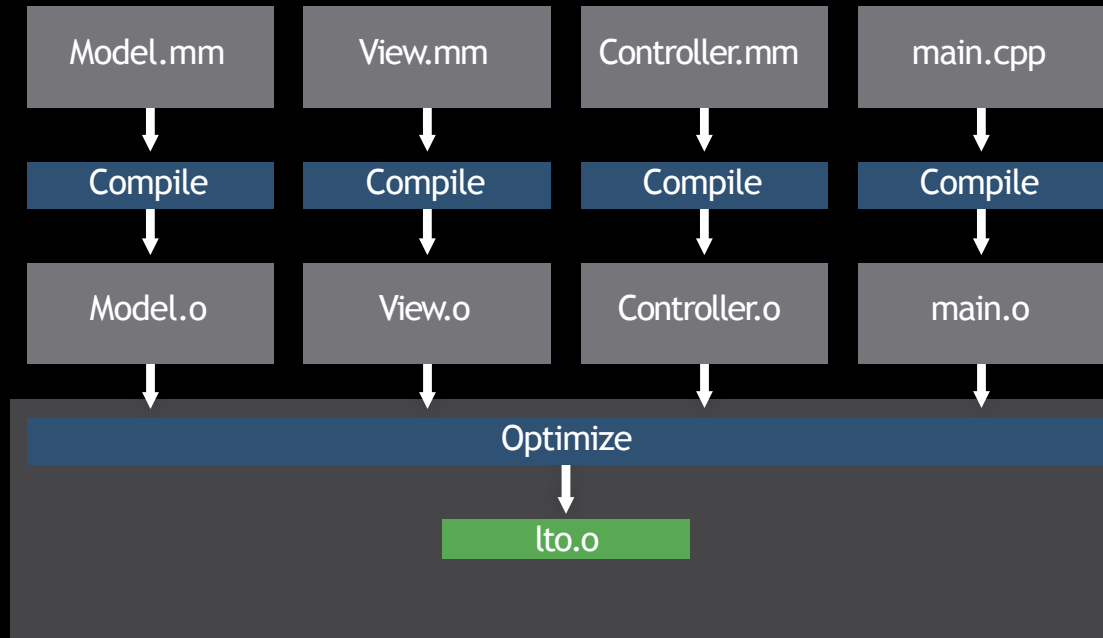 Model.mm View.mm Controller.mm main.cpp
Compile Compile Compile Compile
Model.o View.o Controller.o main.o
Optimize
lto.o